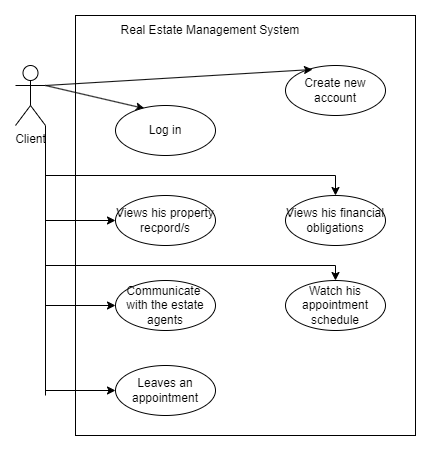 Real Estate Management System
Create new
account
Log in
Client
Views his property
recpord/s
Views his financial
obligations
Communicate
with the estate
agents
Watch his
appointment
schedule
Leaves an
appointment